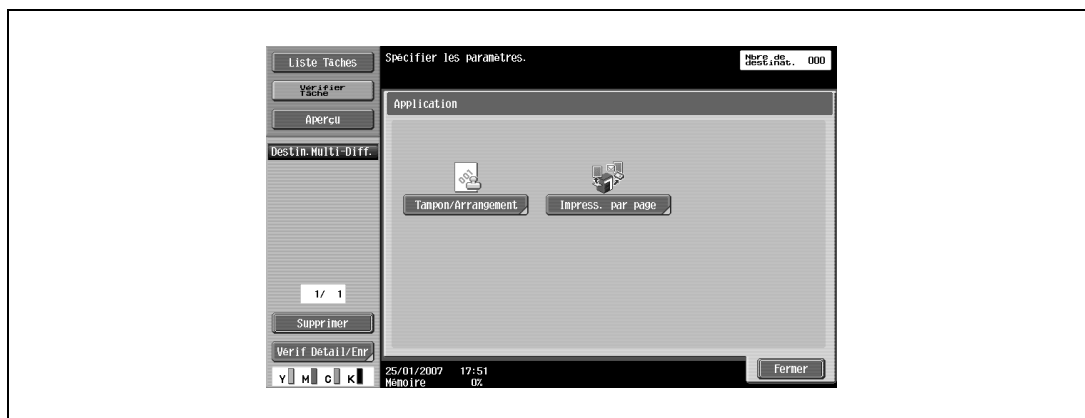 Liste Tâches
Spécifier les paramètres.
Nbre de
destinat. 000
Vérifier
Tâche
Application
Aperçu
Destin.Multi-Diff.
001
Tampon/Arrangement
Impress. par page
1/ 1
Supprimer
Vérif Détail/Enr
25/01/2007 17:51
Mémoire 0%
Fermer
Y M C K